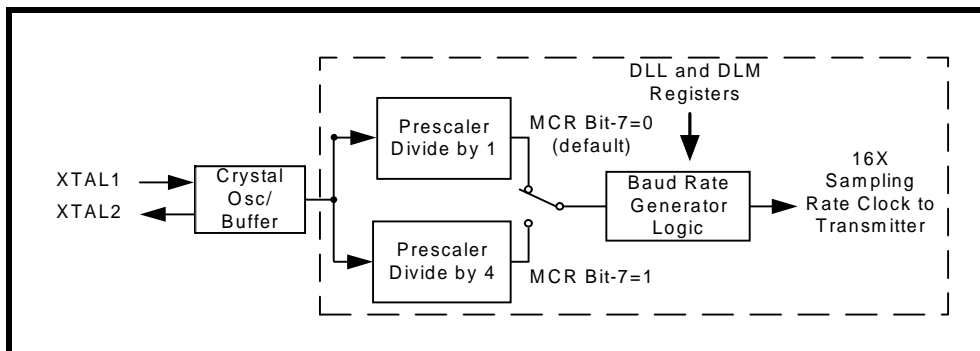 XTAL1
XTAL2
Crystal
Osc/
Buffer
Prescaler
Divide by 1
Prescaler
Divide by 4
MCR Bit-7=0
(default)
MCR Bit-7=1
DLL and DLM
Registers
Baud Rate
Generator
Logic
16X
Sampling
Rate Clock to
Transmitter